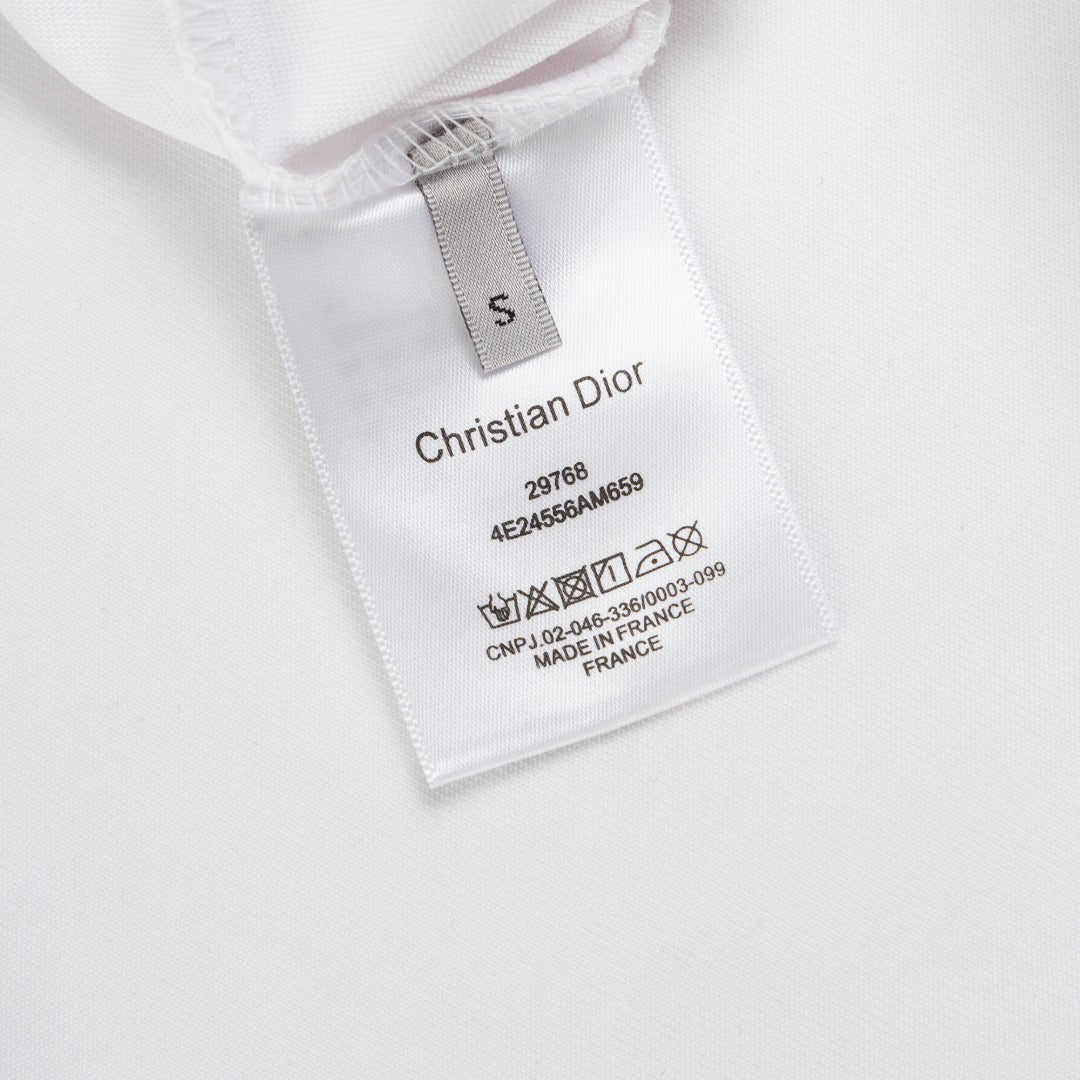 S
Christian Dior
29768
4E24556AM659
CNPJ.02-046-336/0003-099
MADE IN FRANCE
FRANCE